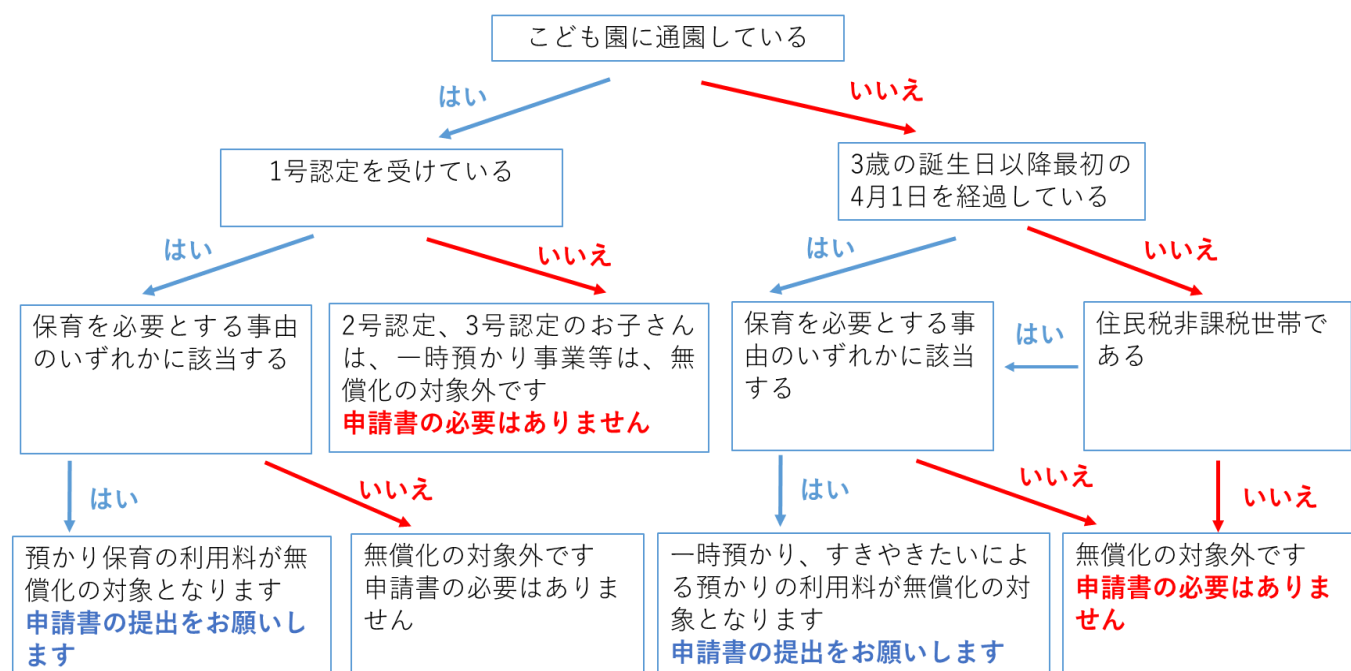 こども園に通園している
はい
いいえ
1号認定を受けている
3歳の誕生日以降最初の
4月1日を経過している
はい
いいえ
はい
いいえ
保育を必要とする事由
のいずれかに該当する
2号認定、3号認定のお子さん
は、一時預かり事業等は、無
償化の対象外です
申請書の必要はありません
保育を必要とする事
由のいずれかに該当
する
はい
住民税非課税世帯で
ある
はい
いいえ
はい
いいえ
いいえ
預かり保育の利用料が無
償化の対象となります
申請書の提出をお願いし
ます
無償化の対象外です
申請書の必要はありま
せん
一時預かり、すきやきたいによ
る預かりの利用料が無償化の対
象となります
申請書の提出をお願いします
無償化の対象外です
申請書の必要はありま
せん